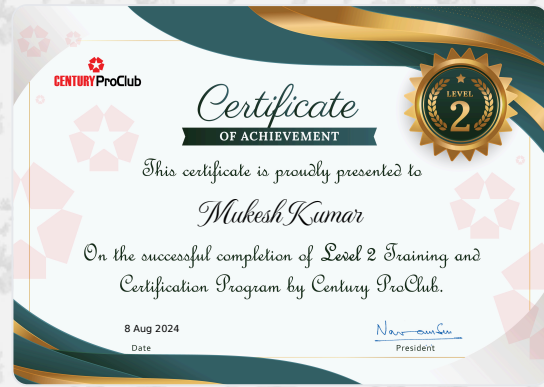 CENTURY ProClub
Certificate
OF ACHIEVEMENT
LEVEL
2
This certificate is proudly presented to
Mukesh Kumar
On the successful completion of Level 2 Training and
Certification Program by Century ProClub.
8 Aug 2024
Date
President